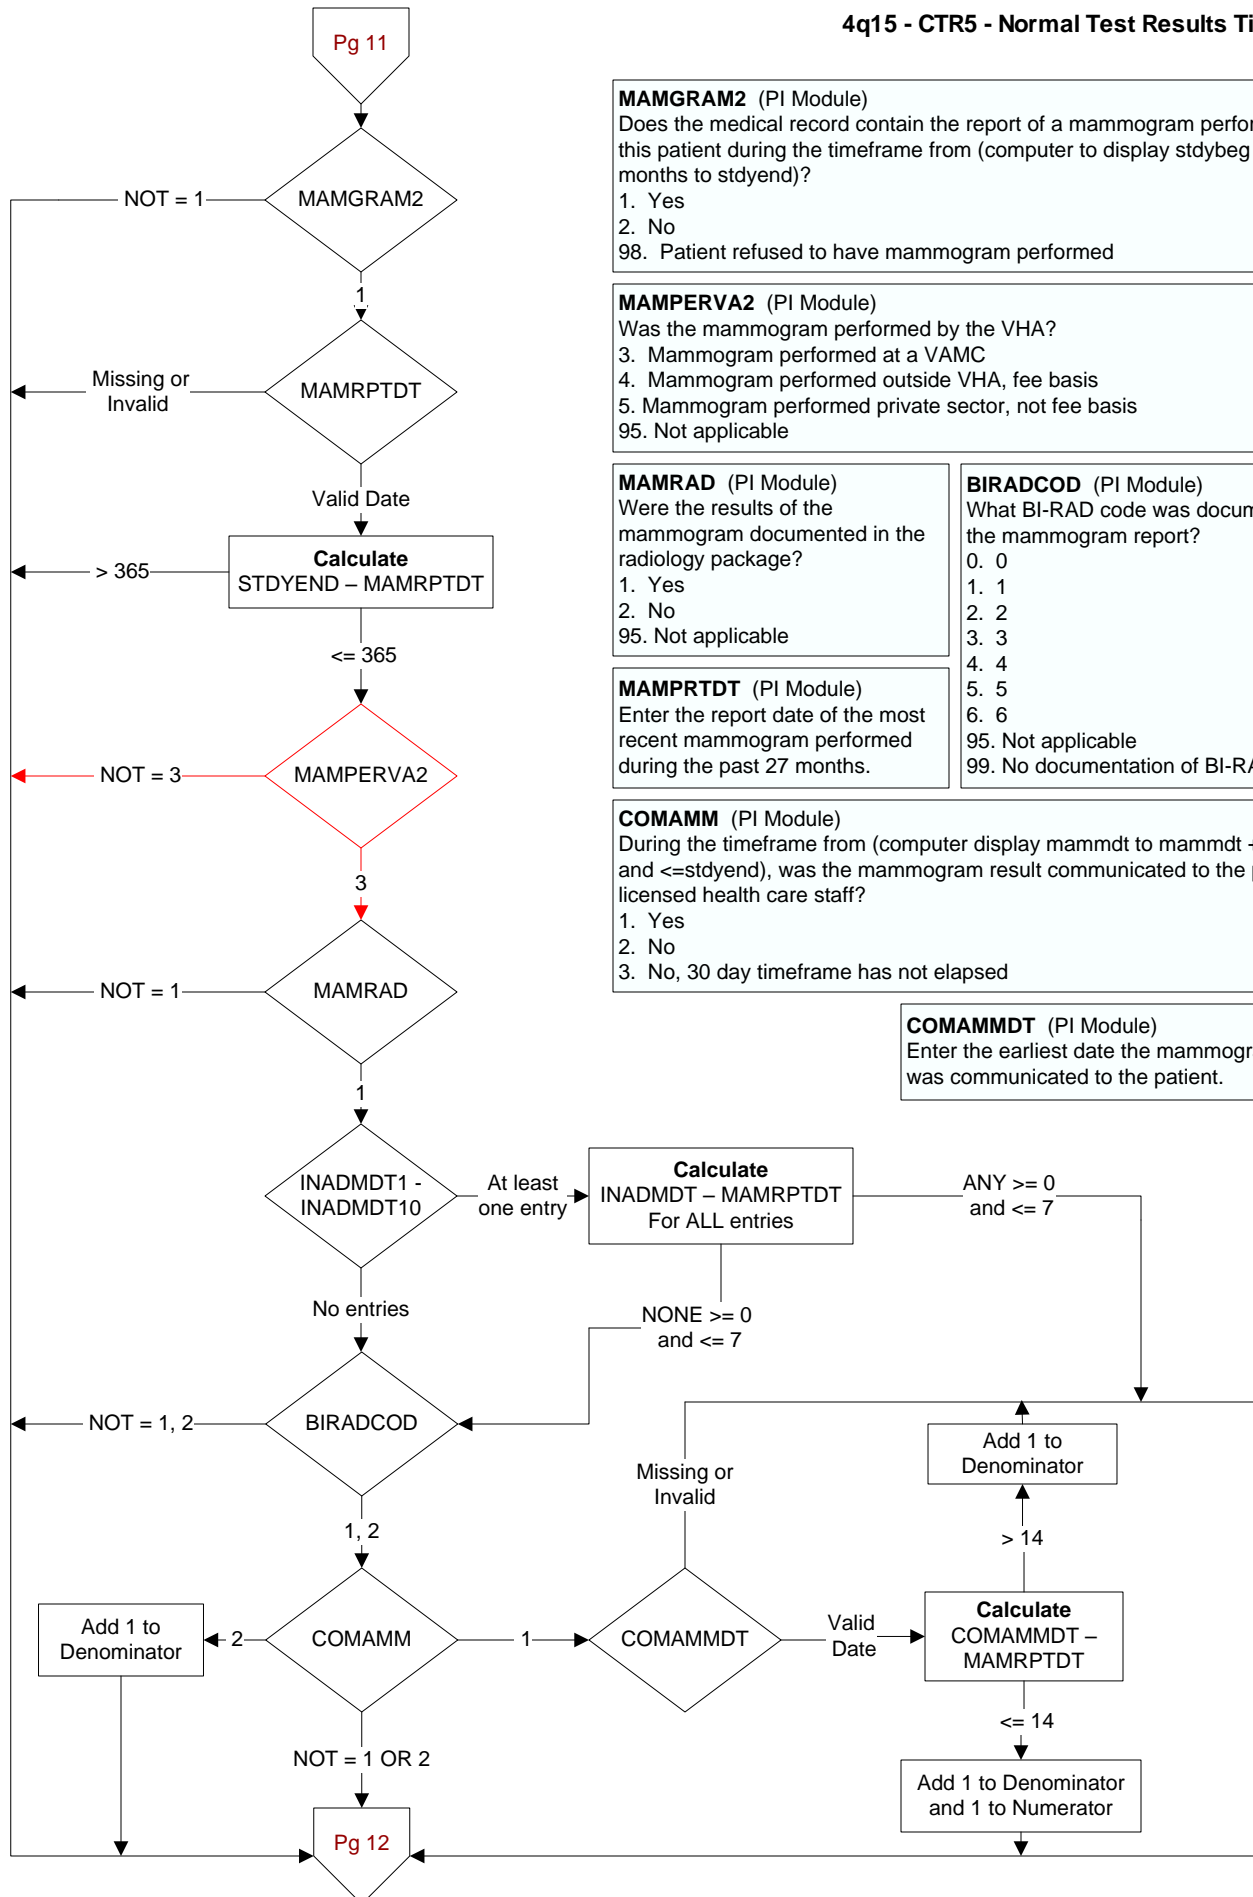 4q15 - CTR5 - Normal Test Results Ti
Pg 11
MAMGRAM2 (PI Module)
Does the medical record contain the report of a mammogram perfor
this patient during the timeframe from (computer to display stdybeg
months to stdyend)?
1. Yes
2. No
98. Patient refused to have mammogram performed
MAMPERVA2 (PI Module)
Was the mammogram performed by the VHA?
3. Mammogram performed at a VAMC
4. Mammogram performed outside VHA, fee basis
5. Mammogram performed private sector, not fee basis
95. Not applicable
MAMRAD (PI Module)
Were the results of the
mammogram documented in the
radiology package?
1. Yes
2. No
95. Not applicable
BIRADCOD (PI Module)
What BI-RAD code was docum
the mammogram report?
0. 0
1. 1
2. 2
3. 3
4. 4
5. 5
6. 6
95. Not applicable
99. No documentation of BI-RA
MAMPRTDT (PI Module)
Enter the report date of the most
recent mammogram performed
during the past 27 months.
COMAMM (PI Module)
During the timeframe from (computer display mammdt to mammdt +
and <=stdyend), was the mammogram result communicated to the p
licensed health care staff?
1. Yes
2. No
3. No, 30 day timeframe has not elapsed
COMAMMDT (PI Module)
Enter the earliest date the mammogra
was communicated to the patient.
MAMGRAM2
NOT = 1
1
MAMRPTDT
Missing or
Invalid
Valid Date
Calculate
STDYEND – MAMRPTDT
> 365
<= 365
MAMPERVA2
NOT = 3
3
MAMRAD
NOT = 1
1
INADMDT1 -
INADMDT10
At least
one entry
Calculate
INADMDT – MAMRPTDT
For ALL entries
ANY >= 0
and <= 7
No entries
NONE >= 0
and <= 7
BIRADCOD
NOT = 1, 2
1, 2
Missing or
Invalid
Add 1 to
Denominator
> 14
Add 1 to
Denominator
2
COMAMM
1
COMAMMDT
Valid
Date
Calculate
COMAMMDT –
MAMRPTDT
<= 14
NOT = 1 OR 2
Add 1 to Denominator
and 1 to Numerator
Pg 12